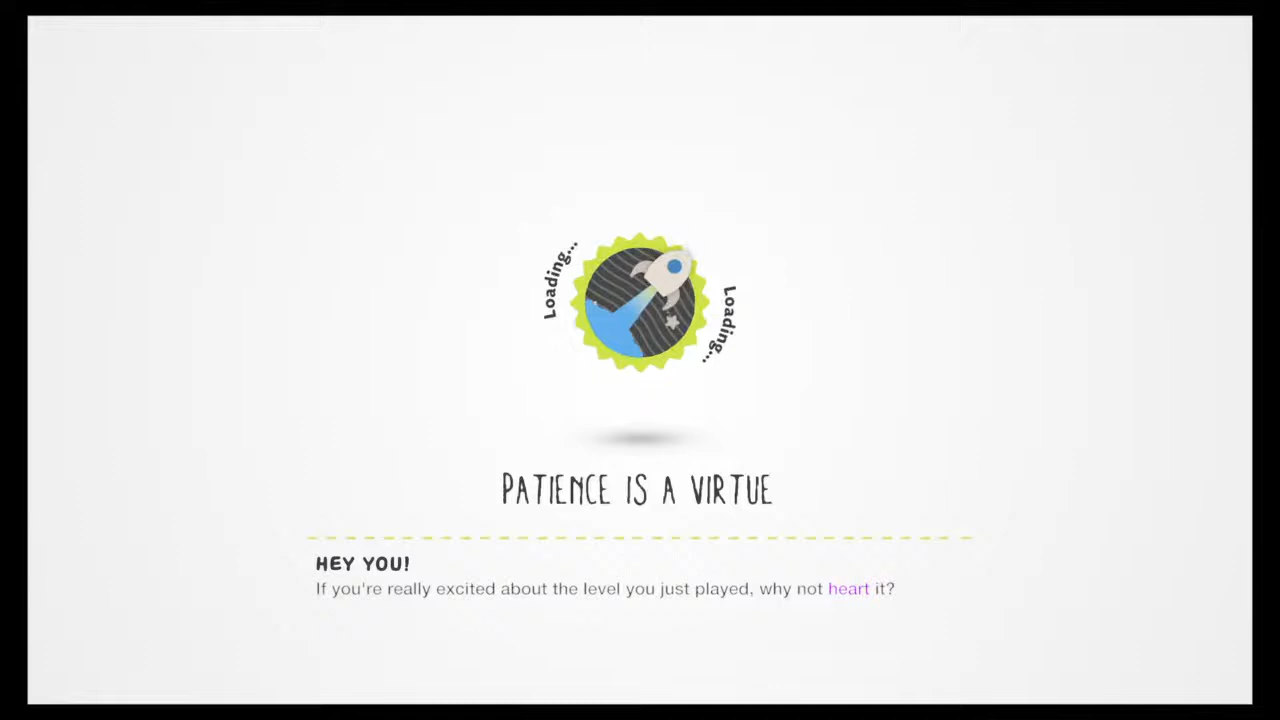 Loading...
Loading...
PATIENCE IS A VIRTUE
HEY YOU!
If you're really excited about the level you just played, why not heart it?